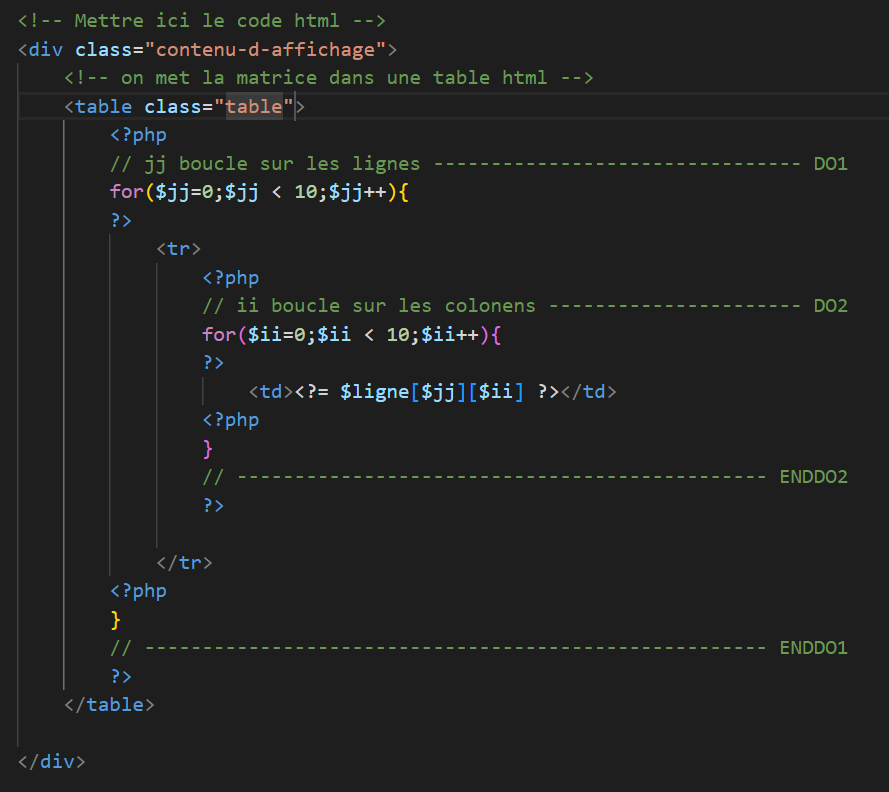 <!-- Mettre ici le code html -->
<div class="contenu-d-affichage">
<!-- on met la matrice dans une table html -->
<table class="table">
<?php
// jj boucle sur les lignes -------------------------------- DO1
for($jj=0;$jj < 10;$jj++){
?>
<tr>
<?php
// ii boucle sur les colonens ---------------------- DO2
for($ii=0;$ii < 10;$ii++){
?>
<td><?= $ligne[$jj][$ii] ?></td>
<?php
}
// ---------------------------------------------- ENDDO2
?>
</tr>
<?php
}
// ------------------------------------------------------ ENDDO1
?>
</table>
</div>